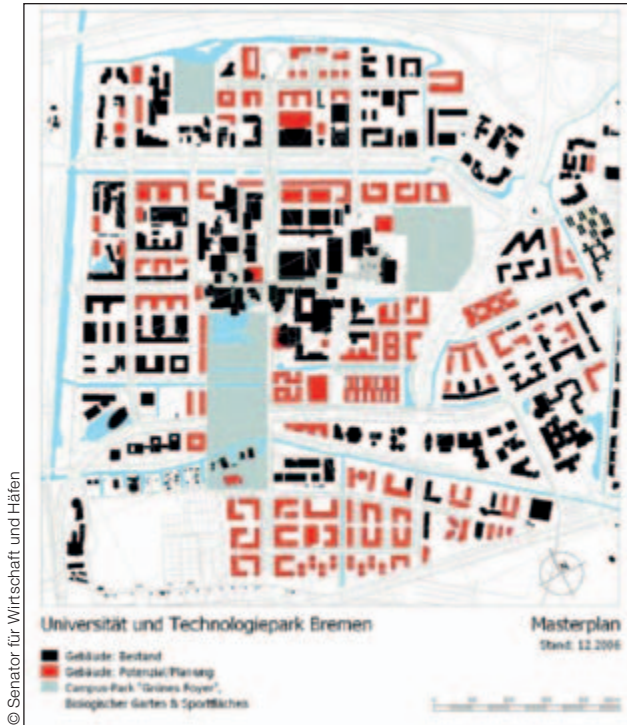 © Senator für Wirtschaft und Häfen
Universität und Technologiepark Bremen
Masterplan
Stand: 12.2006
Gebäude: Bestand
Gebäude: Potenzial/Planung
Campus-Park "Grünes Foyer",
Biologischer Garten & Sportflächen